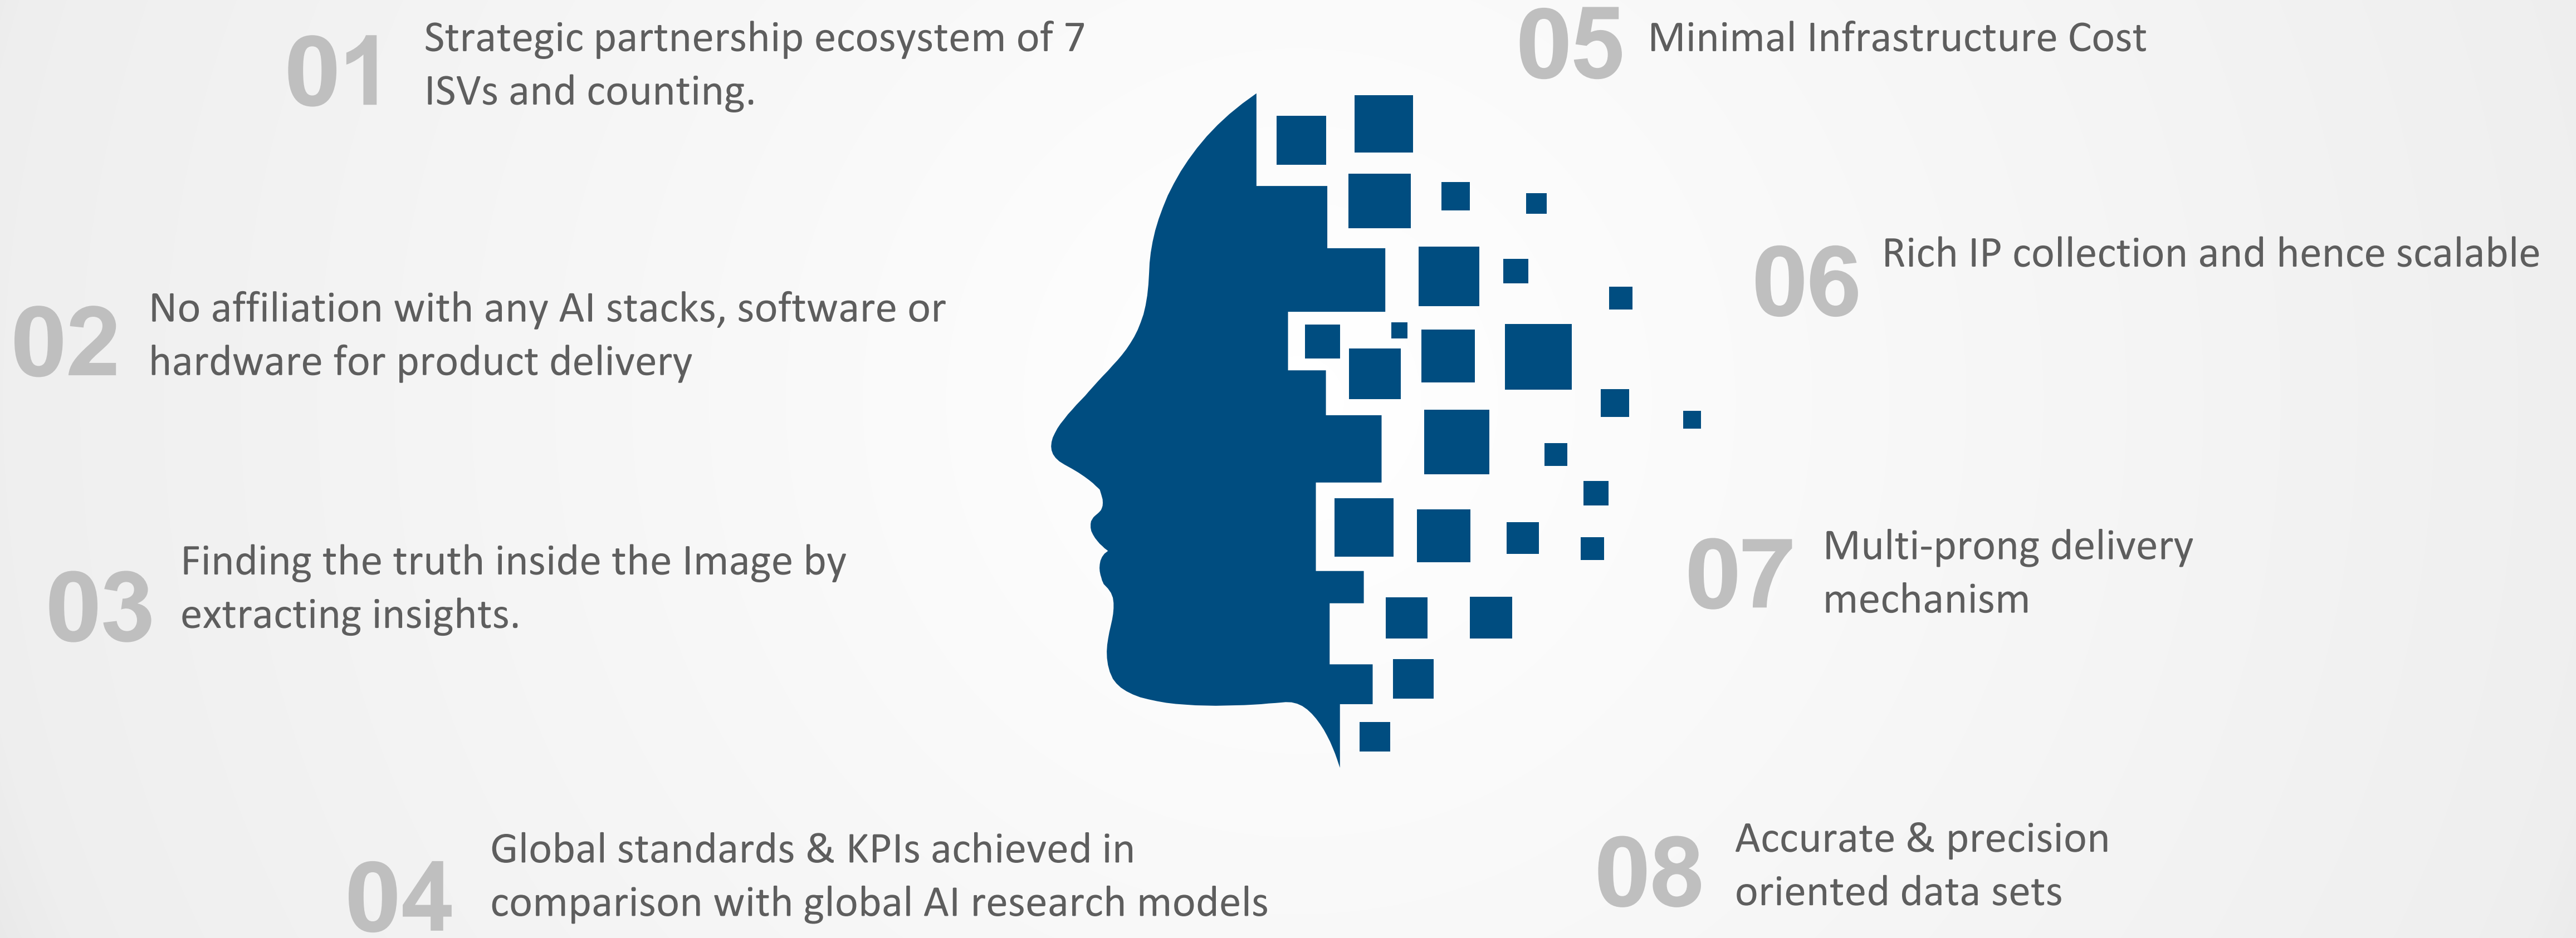 01
Strategic partnership ecosystem of 7
ISVs and counting.
02
No affiliation with any AI stacks, software or
hardware for product delivery
03
Finding the truth inside the Image by
extracting insights.
04
Global standards & KPIs achieved in
comparison with global AI research models
05
Minimal Infrastructure Cost
06
Rich IP collection and hence scalable
07
Multi-prong delivery
mechanism
08
Accurate & precision
oriented data sets